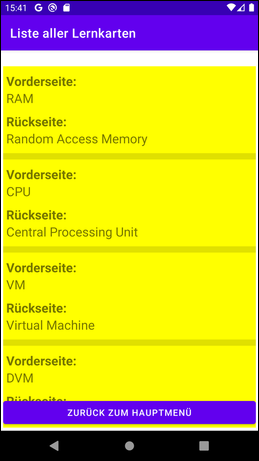 15:41
Liste aller Lernkarten
Vorderseite:
RAM
Rückseite:
Random Access Memory
Vorderseite:
CPU
Rückseite:
Central Processing Unit
Vorderseite:
VM
Rückseite:
Virtual Machine
Vorderseite:
DVM
Rückseite:
ZURÜCK ZUM HAUPTMENÜ